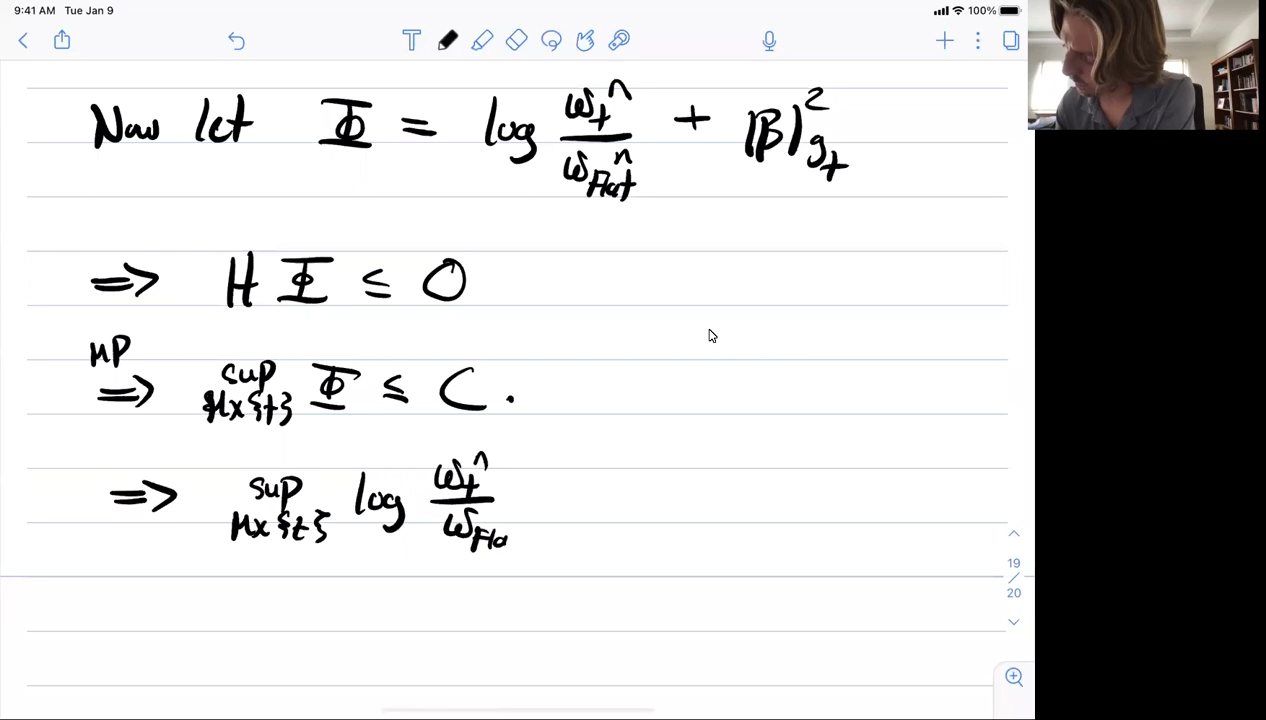 9:41 AM Tue Jan 9 100%
Now let Φ = log ω_t^n / ω_Flat^n + |β|²_{g_t}
=> H Φ ≤ 0
MP
=> sup_{M×{t}} Φ ≤ C.
=> sup_{M×{t}} log ω_t^n / ω_Fla
19
/
20